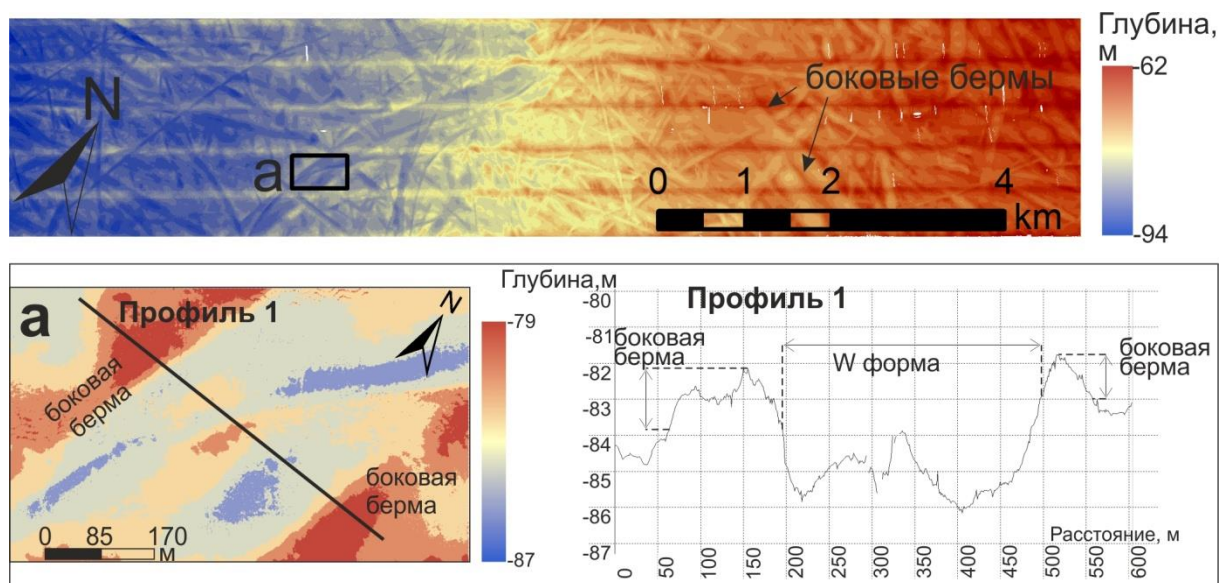 Глубина,
м
-62
-94
N
боковые бермы
a
0 1 2 4
km
a
Профиль 1
боковая
берма
боковая
берма
0 85 170
м
Глубина,м
N
-79
-87
Профиль 1
-80
-81
-82
-83
-84
-85
-86
-87
боковая
берма
W форма
боковая
берма
Расстояние, м
0 50 100 150 200 250 300 350 400 450 500 550 600